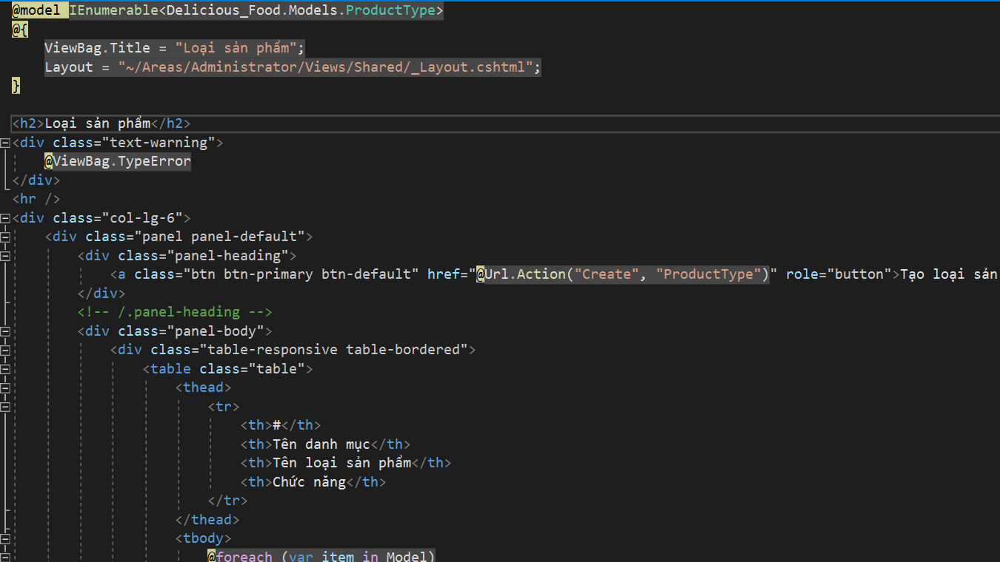 @model IEnumerable<Delicious_Food.Models.ProductType>
@{
    ViewBag.Title = "Loại sản phẩm";
    Layout = "~/Areas/Administrator/Views/Shared/_Layout.cshtml";
}
<h2>Loại sản phẩm</h2>
<div class="text-warning">
    @ViewBag.TypeError
</div>
<hr />
<div class="col-lg-6">
    <div class="panel panel-default">
        <div class="panel-heading">
            <a class="btn btn-primary btn-default" href="@Url.Action("Create", "ProductType")" role="button">Tạo loại sản
        </div>
        <!-- /.panel-heading -->
        <div class="panel-body">
            <div class="table-responsive table-bordered">
                <table class="table">
                    <thead>
                        <tr>
                            <th>#</th>
                            <th>Tên danh mục</th>
                            <th>Tên loại sản phẩm</th>
                            <th>Chức năng</th>
                        </tr>
                    </thead>
                    <tbody>
                        @foreach (var item in Model)